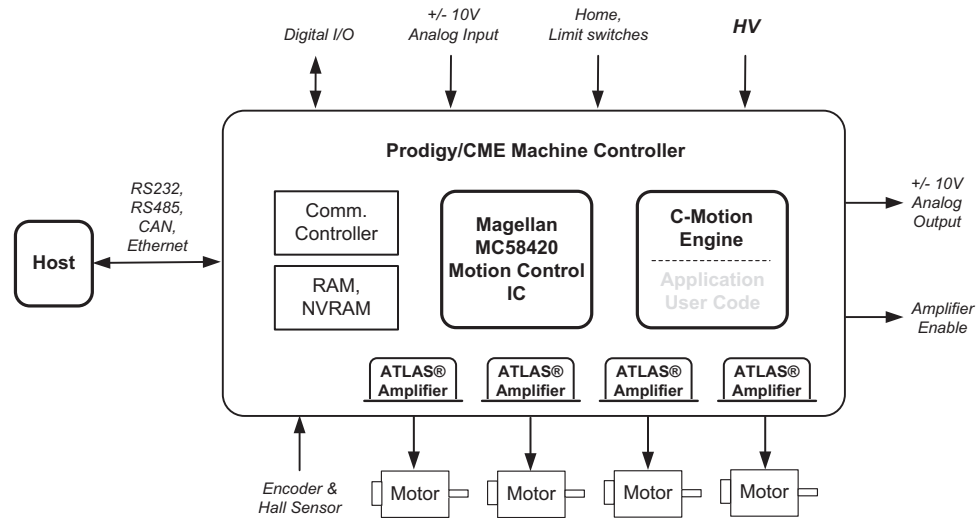 Digital I/O
+/- 10V
Analog Input
Home,
Limit switches
HV
Prodigy/CME Machine Controller
RS232,
RS485,
CAN,
Ethernet
Host
Comm.
Controller
RAM,
NVRAM
Magellan
MC58420
Motion Control
IC
C-Motion
Engine
Application
User Code
+/- 10V
Analog
Output
Amplifier
Enable
ATLAS®
Amplifier
ATLAS®
Amplifier
ATLAS®
Amplifier
ATLAS®
Amplifier
Encoder &
Hall Sensor
Motor
Motor
Motor
Motor